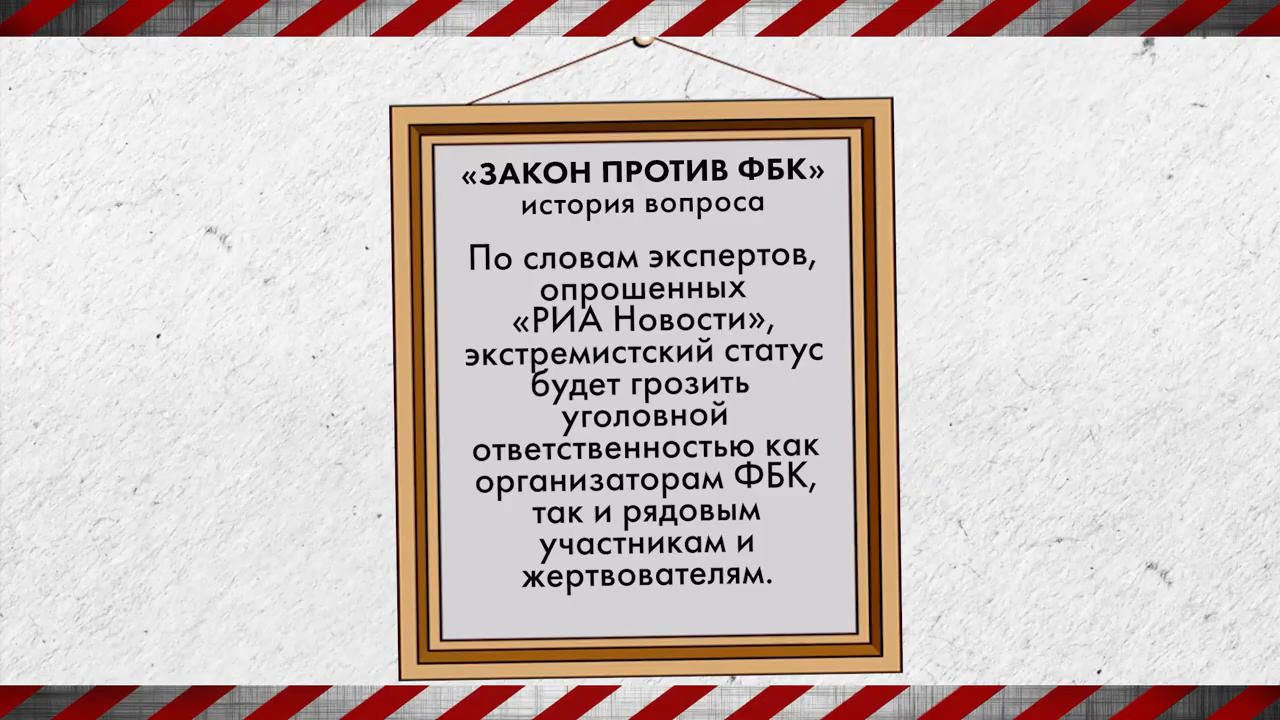 «ЗАКОН ПРОТИВ ФБК»
история вопроса
По словам экспертов,
опрошенных
«РИА Новости»,
экстремистский статус
будет грозить
уголовной
ответственностью как
организаторам ФБК,
так и рядовым
участникам и
жертвователям.